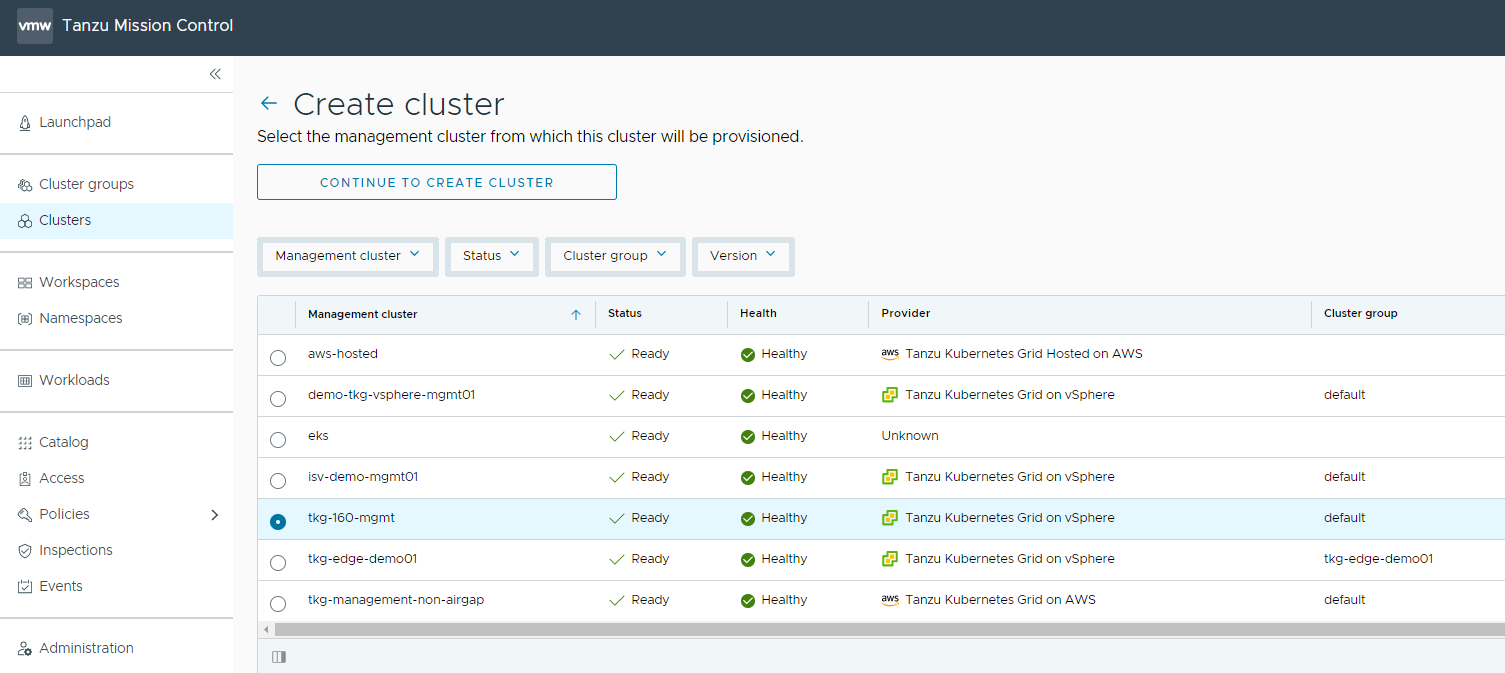 vmw Tanzu Mission Control
Launchpad
Cluster groups
Clusters
Workspaces
Namespaces
Workloads
Catalog
Access
Policies
Inspections
Events
Administration
Create cluster
Select the management cluster from which this cluster will be provisioned.
CONTINUE TO CREATE CLUSTER
Management cluster Status Cluster group Version
Management cluster Status Health Provider Cluster group
aws-hosted Ready Healthy aws Tanzu Kubernetes Grid Hosted on AWS
demo-tkg-vsphere-mgmt01 Ready Healthy Tanzu Kubernetes Grid on vSphere default
eks Ready Healthy Unknown
isv-demo-mgmt01 Ready Healthy Tanzu Kubernetes Grid on vSphere default
tkg-160-mgmt Ready Healthy Tanzu Kubernetes Grid on vSphere default
tkg-edge-demo01 Ready Healthy Tanzu Kubernetes Grid on vSphere tkg-edge-demo01
tkg-management-non-airgap Ready Healthy aws Tanzu Kubernetes Grid on AWS default